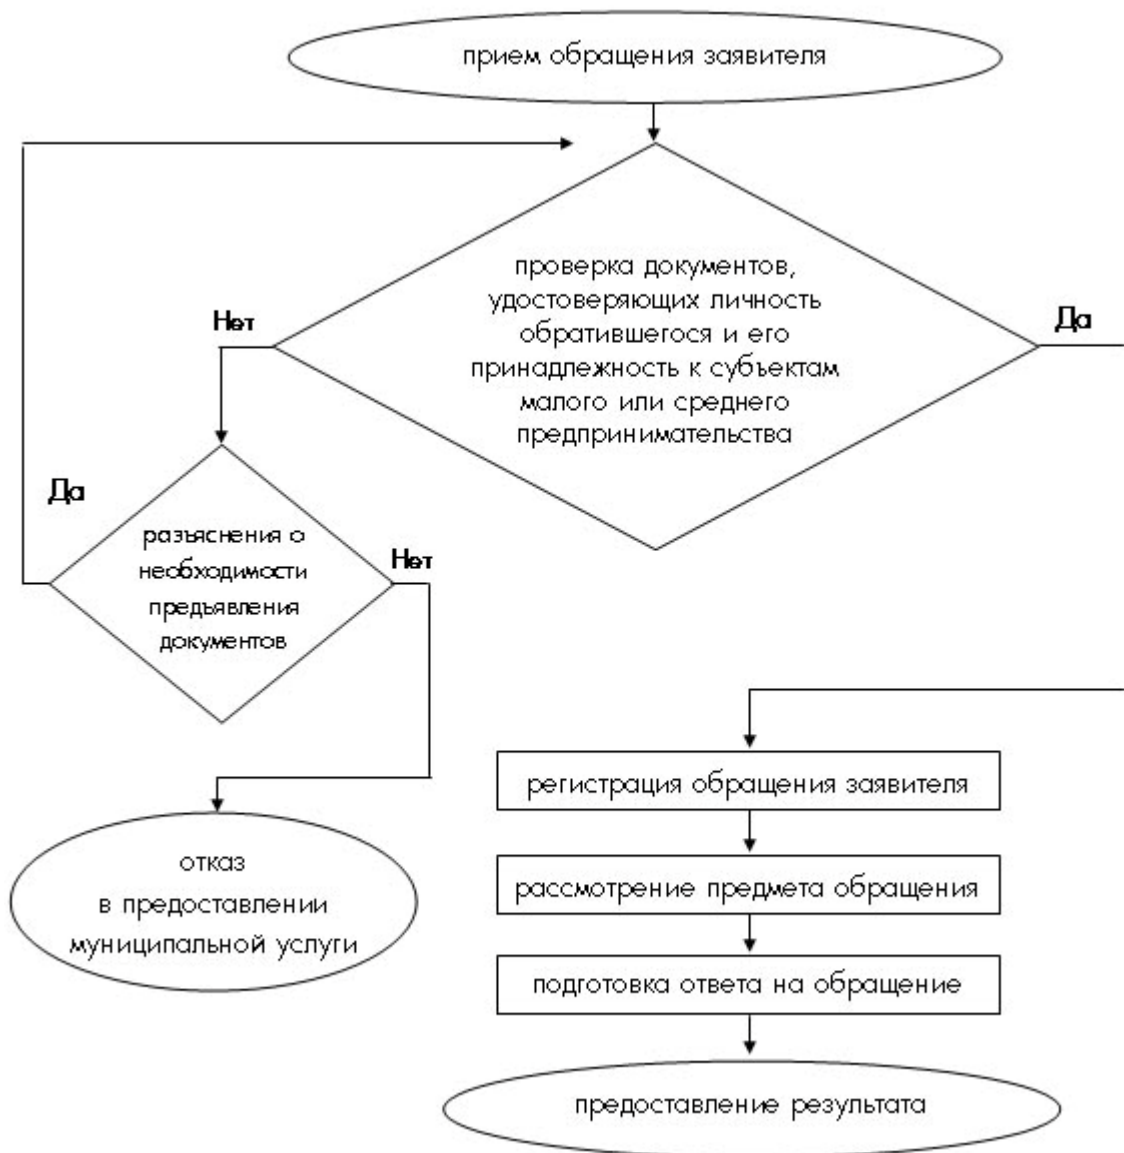 прием обращения заявителя
проверка документов,
удостоверяющих личность
обратившегося и его
принадлежность к субъектам
малого или среднего
предпринимательства
Нет
Да
Да
разъяснения о
необходимости
предъявления
документов
Нет
регистрация обращения заявителя
рассмотрение предмета обращения
подготовка ответа на обращение
предоставление результата
отказ
в предоставлении
муниципальной услуги